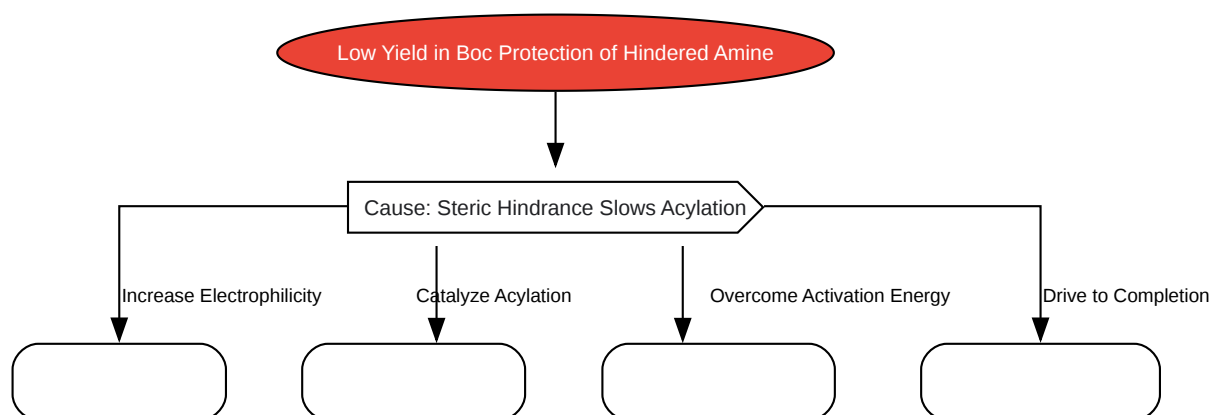 Low Yield in Boc Protection of Hindered Amine
Cause: Steric Hindrance Slows Acylation
Increase Electrophilicity
Catalyze Acylation
Overcome Activation Energy
Drive to Completion